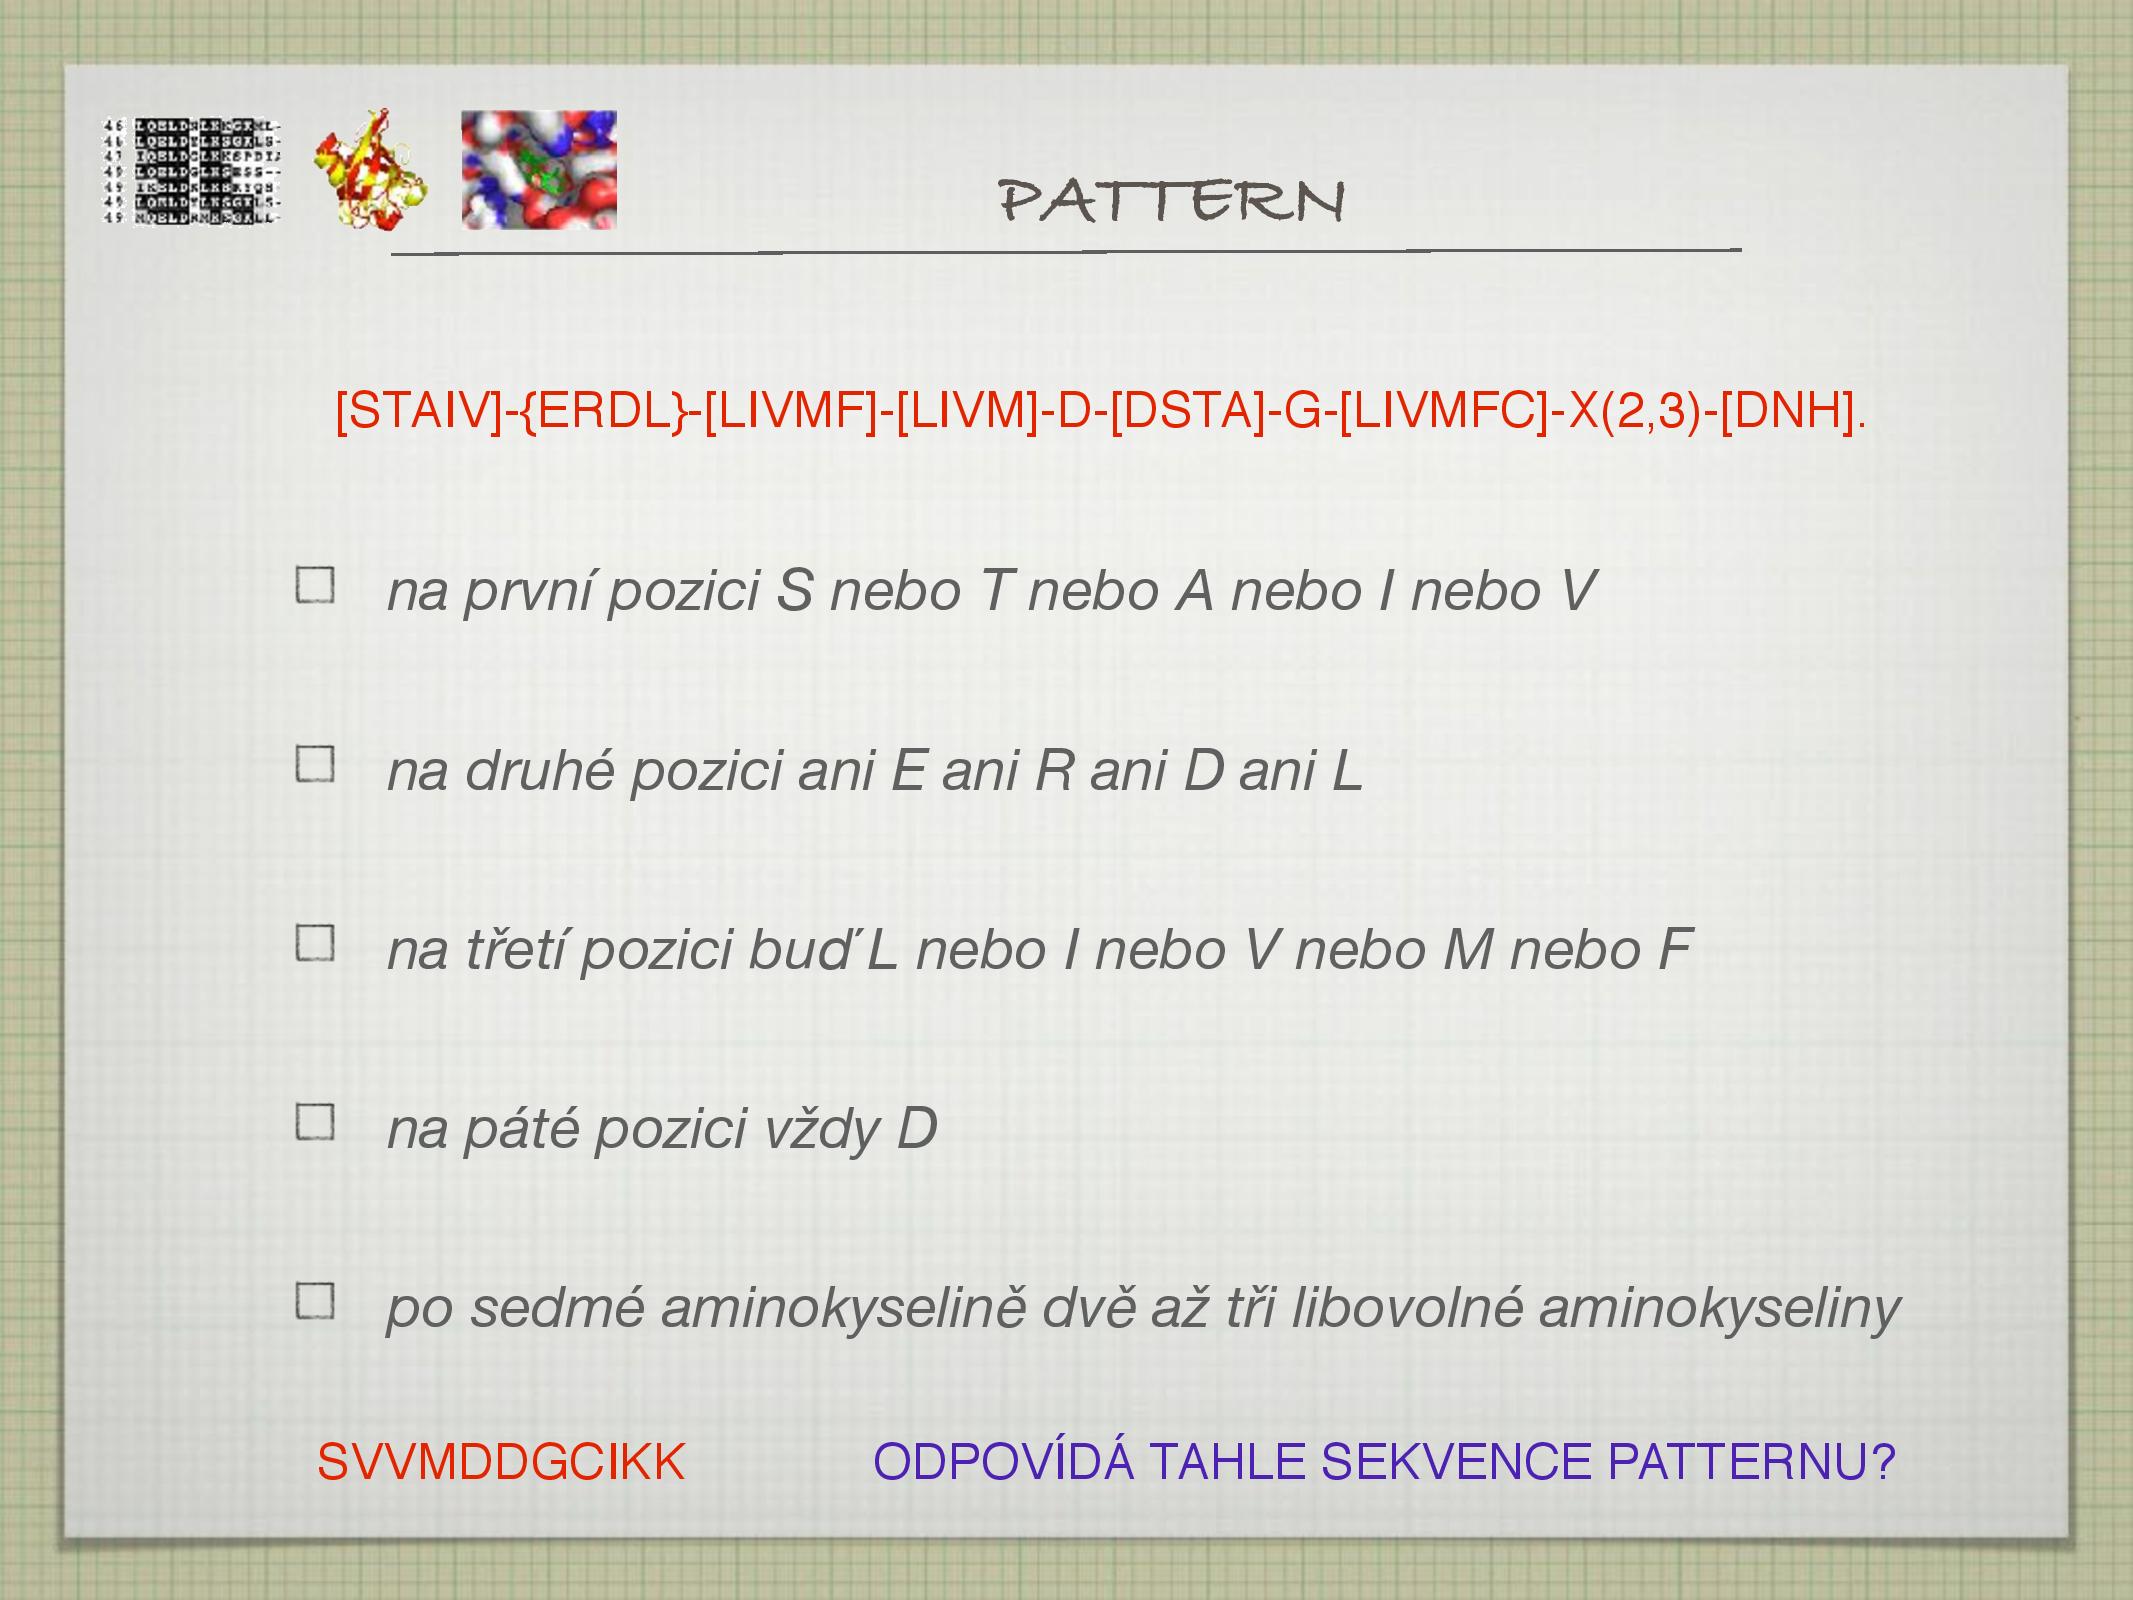 PATTERN
[STAIV]-{ERDL}-[LIVMF]-[LIVM]-D-[DSTA]-G-[LIVMFC]-X(2,3)-[DNH].
na první pozici S nebo T nebo A nebo I nebo V
na druhé pozici ani E ani R ani D ani L
na třetí pozici buď L nebo I nebo V nebo M nebo F
na páté pozici vždy D
po sedmé aminokyselině dvě až tři libovolné aminokyseliny
SVVMDDGCIKK ODPOVÍDÁ TAHLE SEKVENCE PATTERNU?